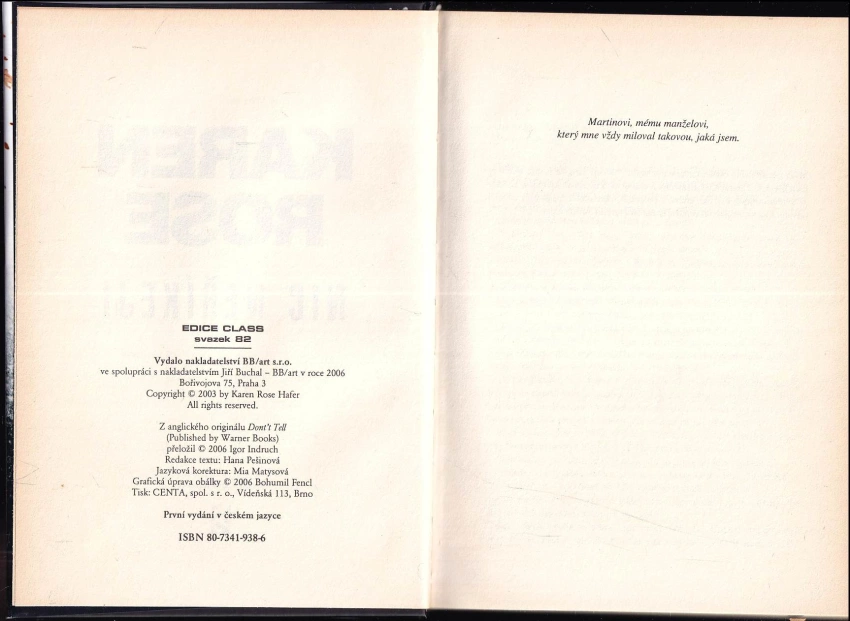 EDICE CLASS
svazek 82
Vydalo nakladatelství BB/art s.r.o.
ve spolupráci s nakladatelstvím Jiří Buchal – BB/art v roce 2006
Bořivojova 75, Praha 3
Copyright © 2003 by Karen Rose Hafer
All rights reserved.
Z anglického originálu Dont't Tell
(Published by Warner Books)
přeložil © 2006 Igor Indruch
Redakce textu: Hana Pešinová
Jazyková korektura: Mia Matysová
Grafická úprava obálky © 2006 Bohumil Fencl
Tisk: CENTA, spol. s r. o., Vídeňská 113, Brno
První vydání v českém jazyce
ISBN 80-7341-938-6
Martinovi, mému manželovi,
který mne vždy miloval takovou, jaká jsem.